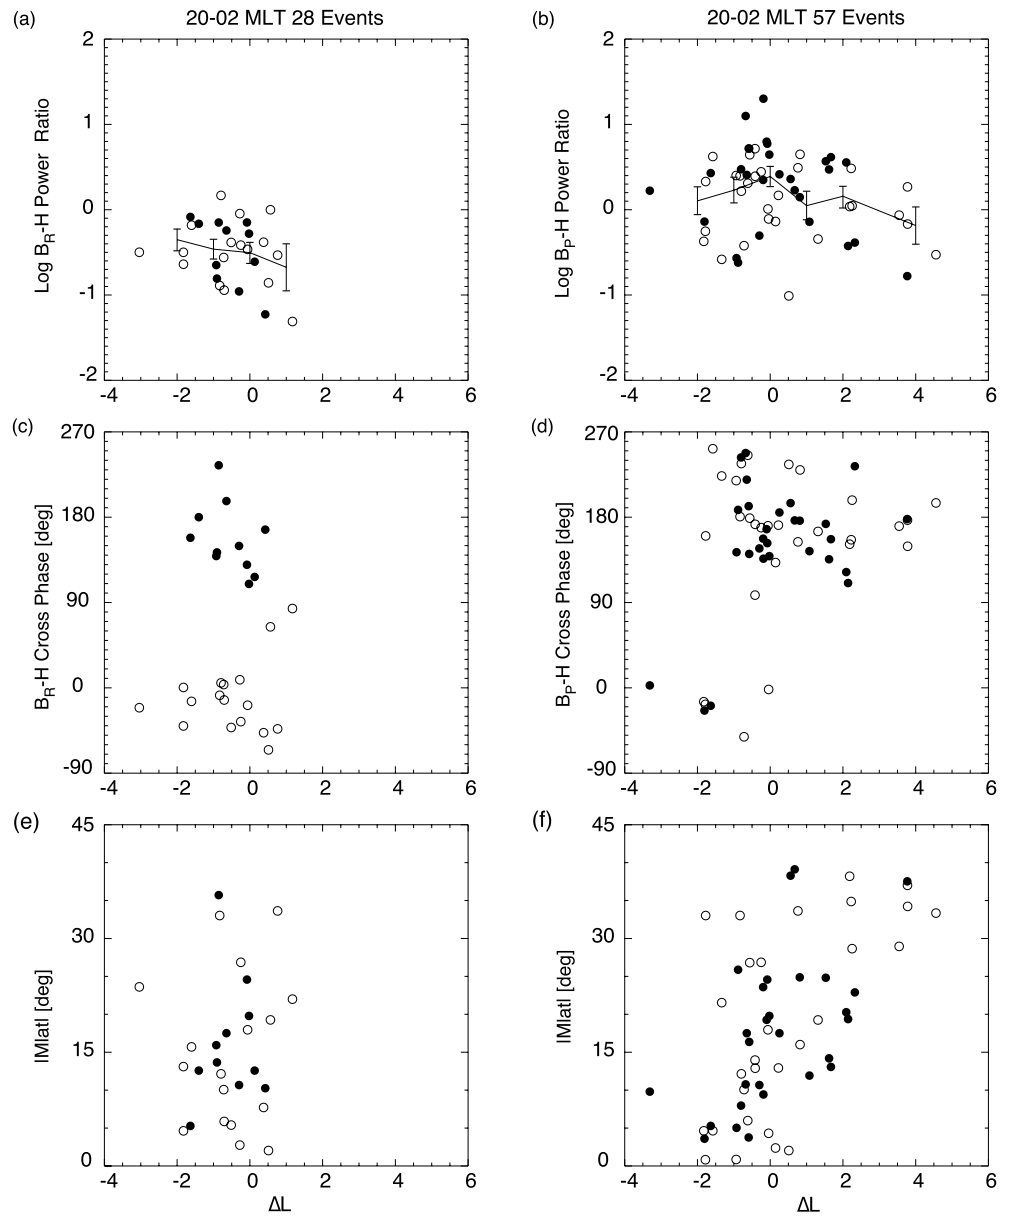 (a) 20-02 MLT 28 Events
(b) 20-02 MLT 57 Events
2
1
0
-1
-2
Log BR-H Power Ratio
-4 -2 0 2 4 6
2
1
0
-1
-2
Log BP-H Power Ratio
-4 -2 0 2 4 6
(c)
270
180
90
0
-90
BR-H Cross Phase [deg]
-4 -2 0 2 4 6
(d)
270
180
90
0
-90
BP-H Cross Phase [deg]
-4 -2 0 2 4 6
(e)
45
30
15
0
|Mlat| [deg]
-4 -2 0 2 4 6
ΔL
(f)
45
30
15
0
|Mlat| [deg]
-4 -2 0 2 4 6
ΔL